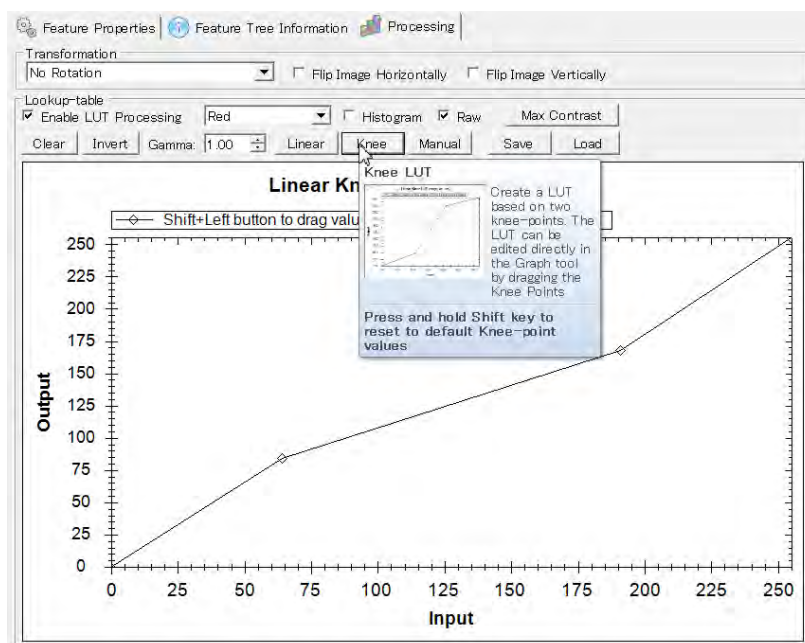 Feature Properties Feature Tree Information Processing
Transformation
No Rotation Flip Image Horizontally Flip Image Vertically
Lookup-table
Enable LUT Processing Red Histogram Raw Max Contrast
Clear Invert Gamma: 1.00 Linear Knee Manual Save Load
Knee LUT
Create a LUT
based on two
knee-points. The
LUT can be
edited directly in
the Graph tool
by dragging the
Knee Points
Press and hold Shift key to
reset to default Knee-point
values
Linear Kn
Shift+Left button to drag valu
250
225
200
175
150
125
100
75
50
25
0
Output
0 25 50 75 100 125 150 175 200 225 250
Input